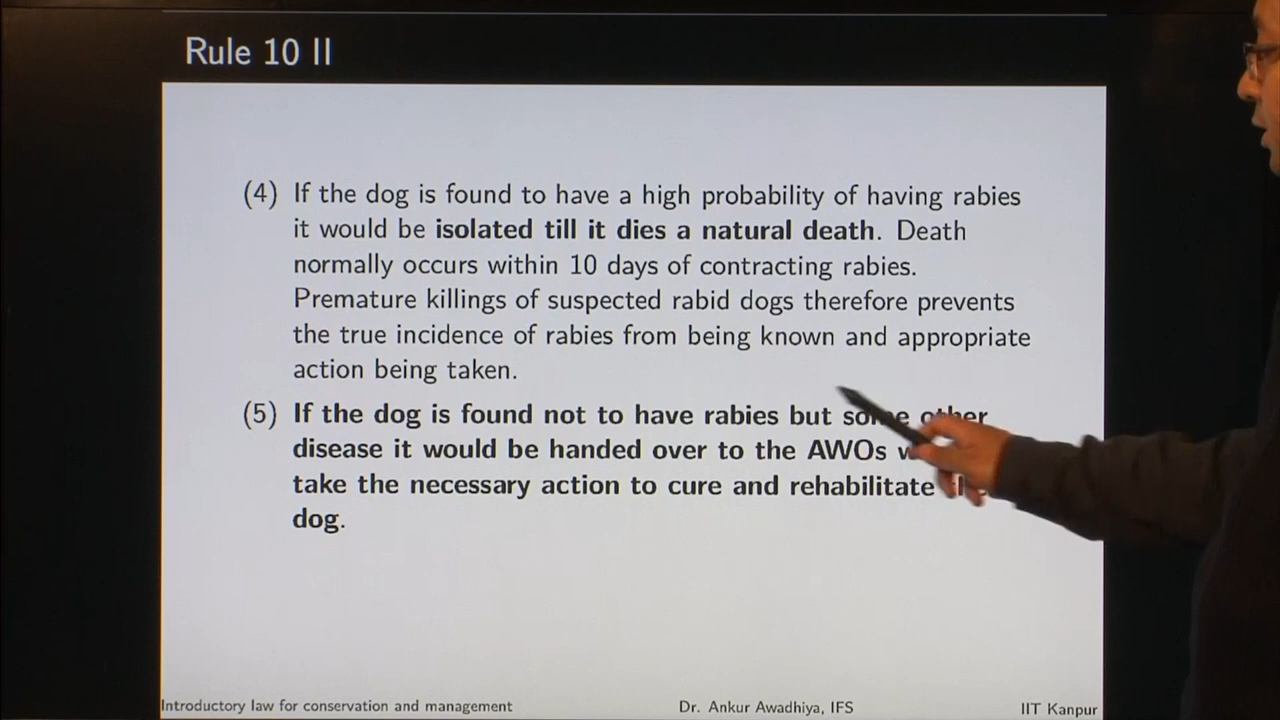 Rule 10 II
(4) If the dog is found to have a high probability of having rabies
it would be isolated till it dies a natural death. Death
normally occurs within 10 days of contracting rabies.
Premature killings of suspected rabid dogs therefore prevents
the true incidence of rabies from being known and appropriate
action being taken.
(5) If the dog is found not to have rabies but some other
disease it would be handed over to the AWOs
take the necessary action to cure and rehabilitate
dog.
Introductory law for conservation and management Dr. Ankur Awadhiya, IFS IIT Kanpur